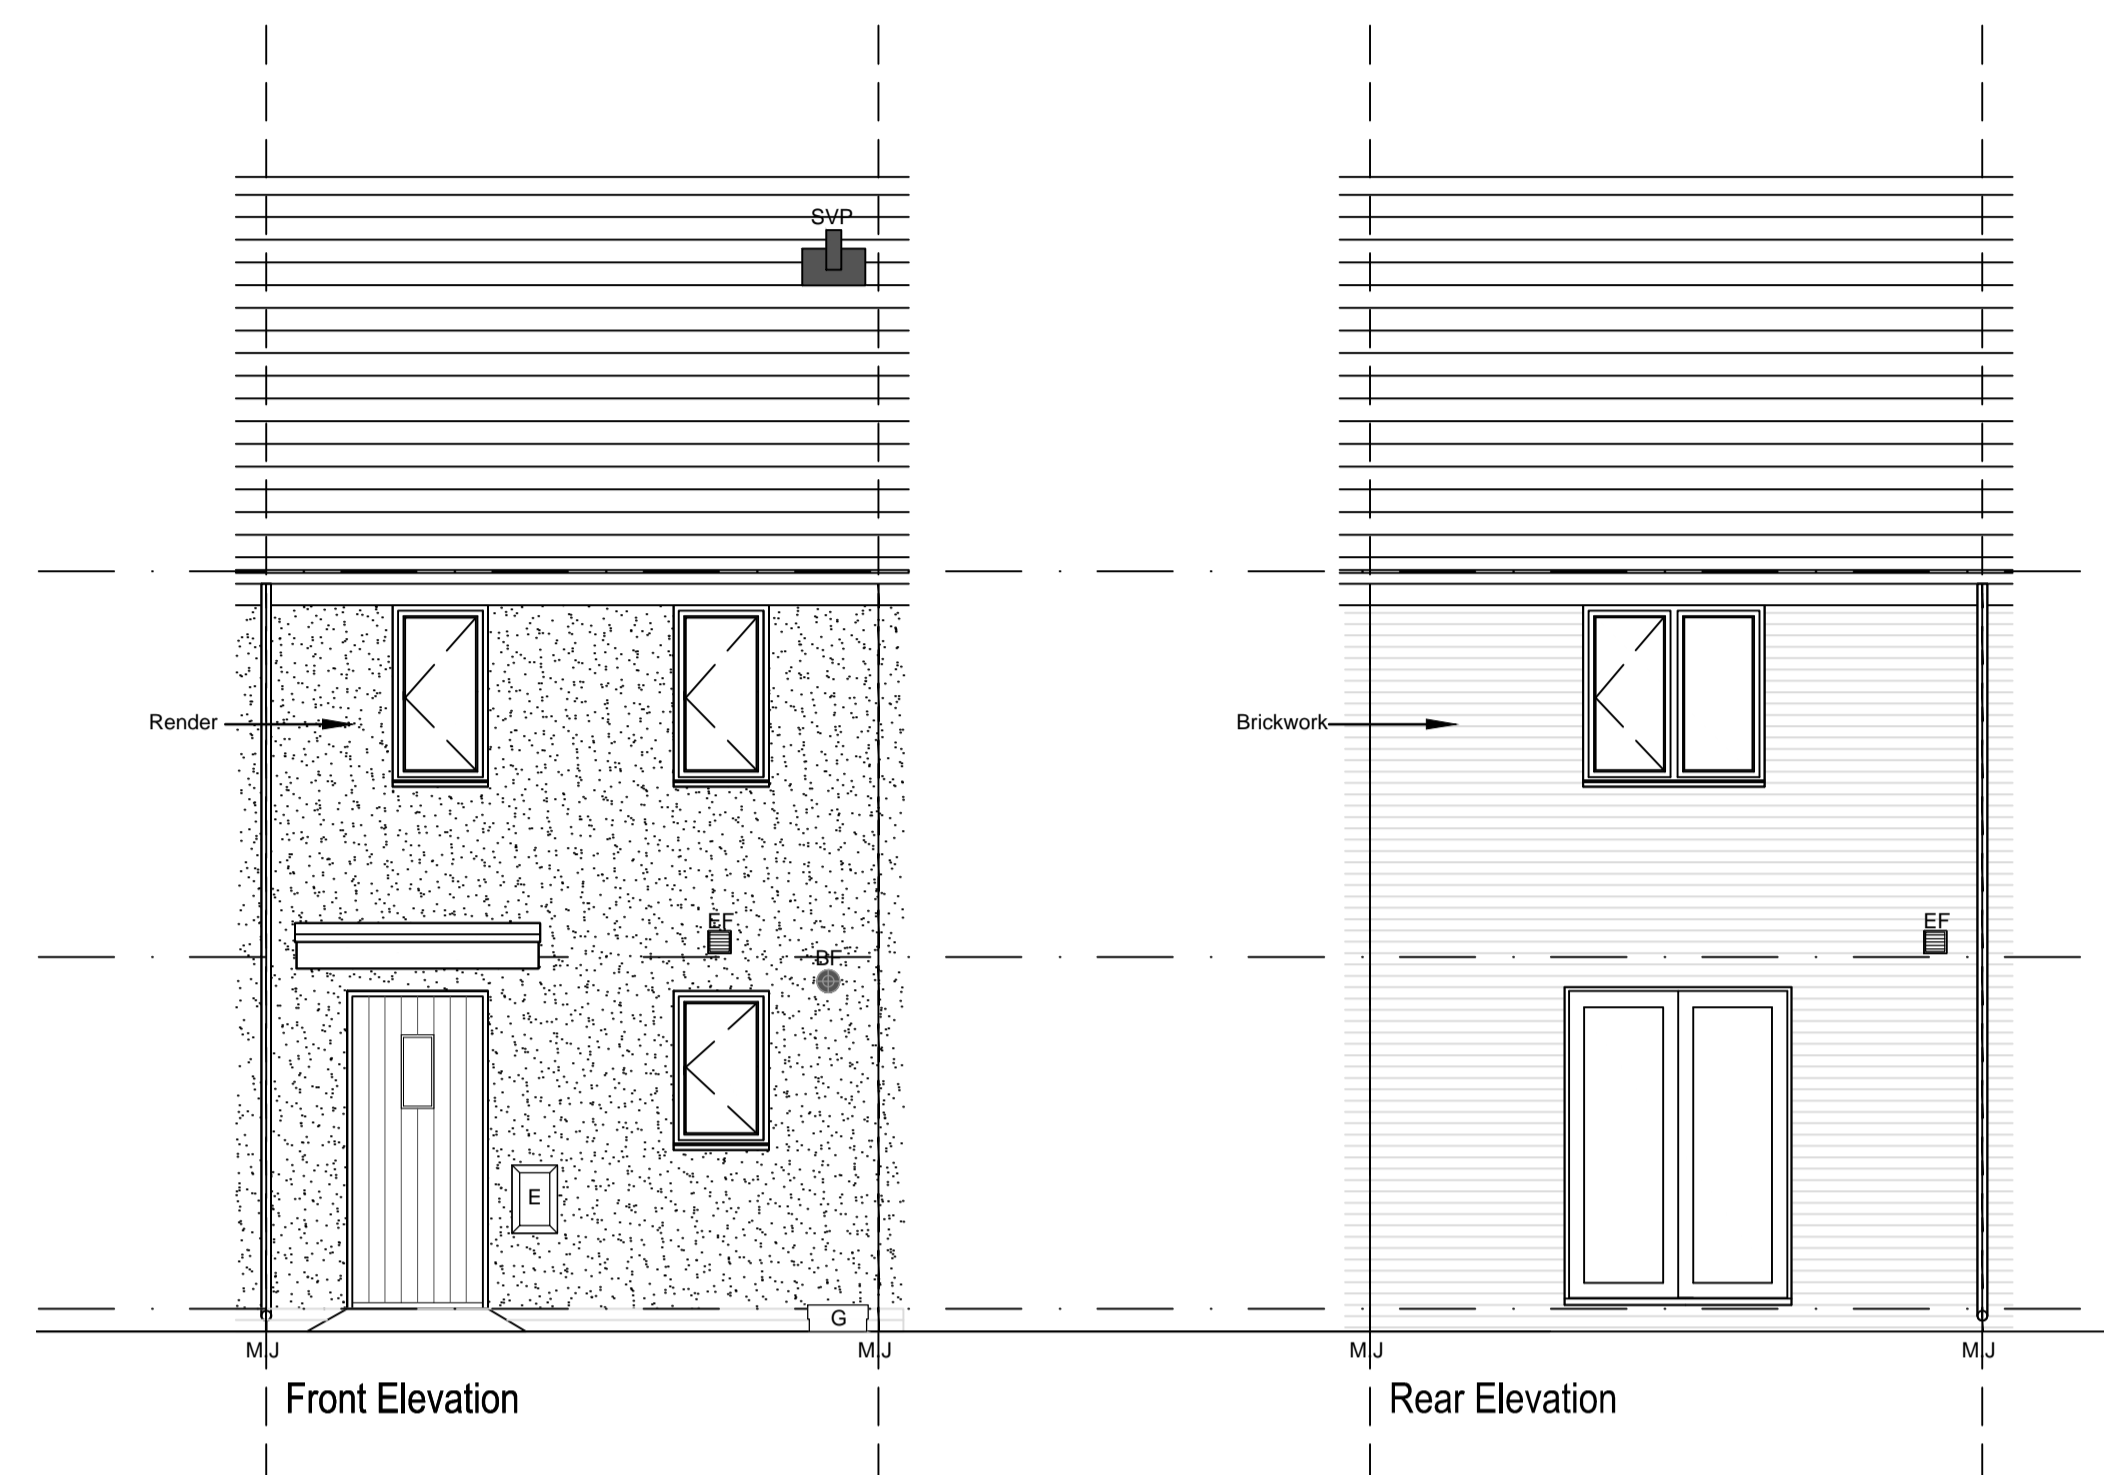 SVP
Render
Brickwork
EF
EF
BF
E
G
MJ
MJ
MJ
MJ
Front Elevation
Rear Elevation